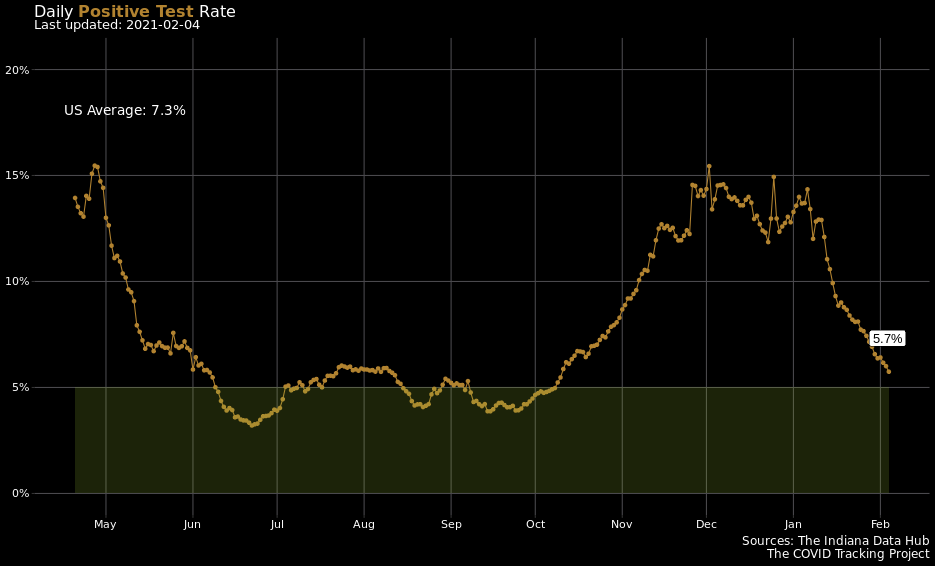 Daily Positive Test Rate
Last updated: 2021-02-04
20%
US Average: 7.3%
15%
10%
5.7%
5%
0%
May Jun Jul Aug Sep Oct Nov Dec Jan Feb
Sources: The Indiana Data Hub
The COVID Tracking Project